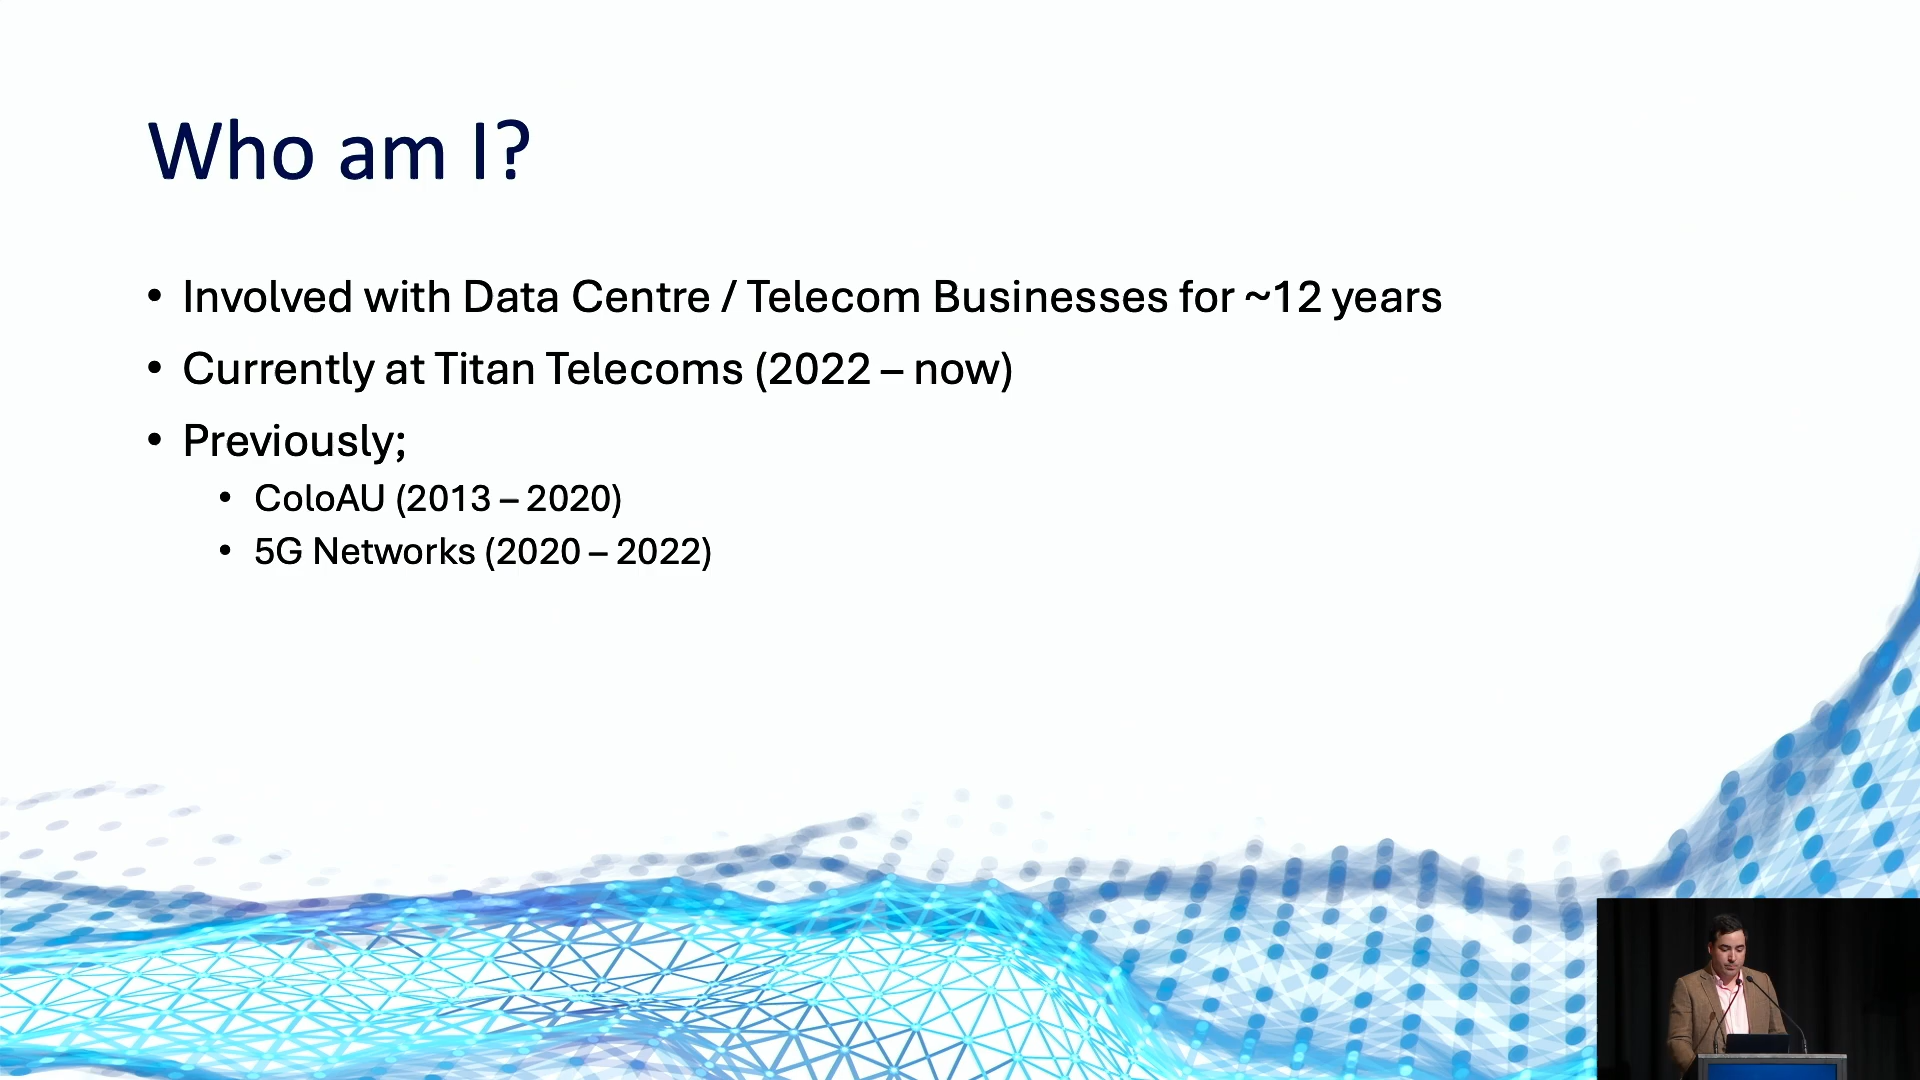 Who am I?
• Involved with Data Centre / Telecom Businesses for ~12 years
• Currently at Titan Telecoms (2022 – now)
• Previously;
• ColoAU (2013 – 2020)
• 5G Networks (2020 – 2022)